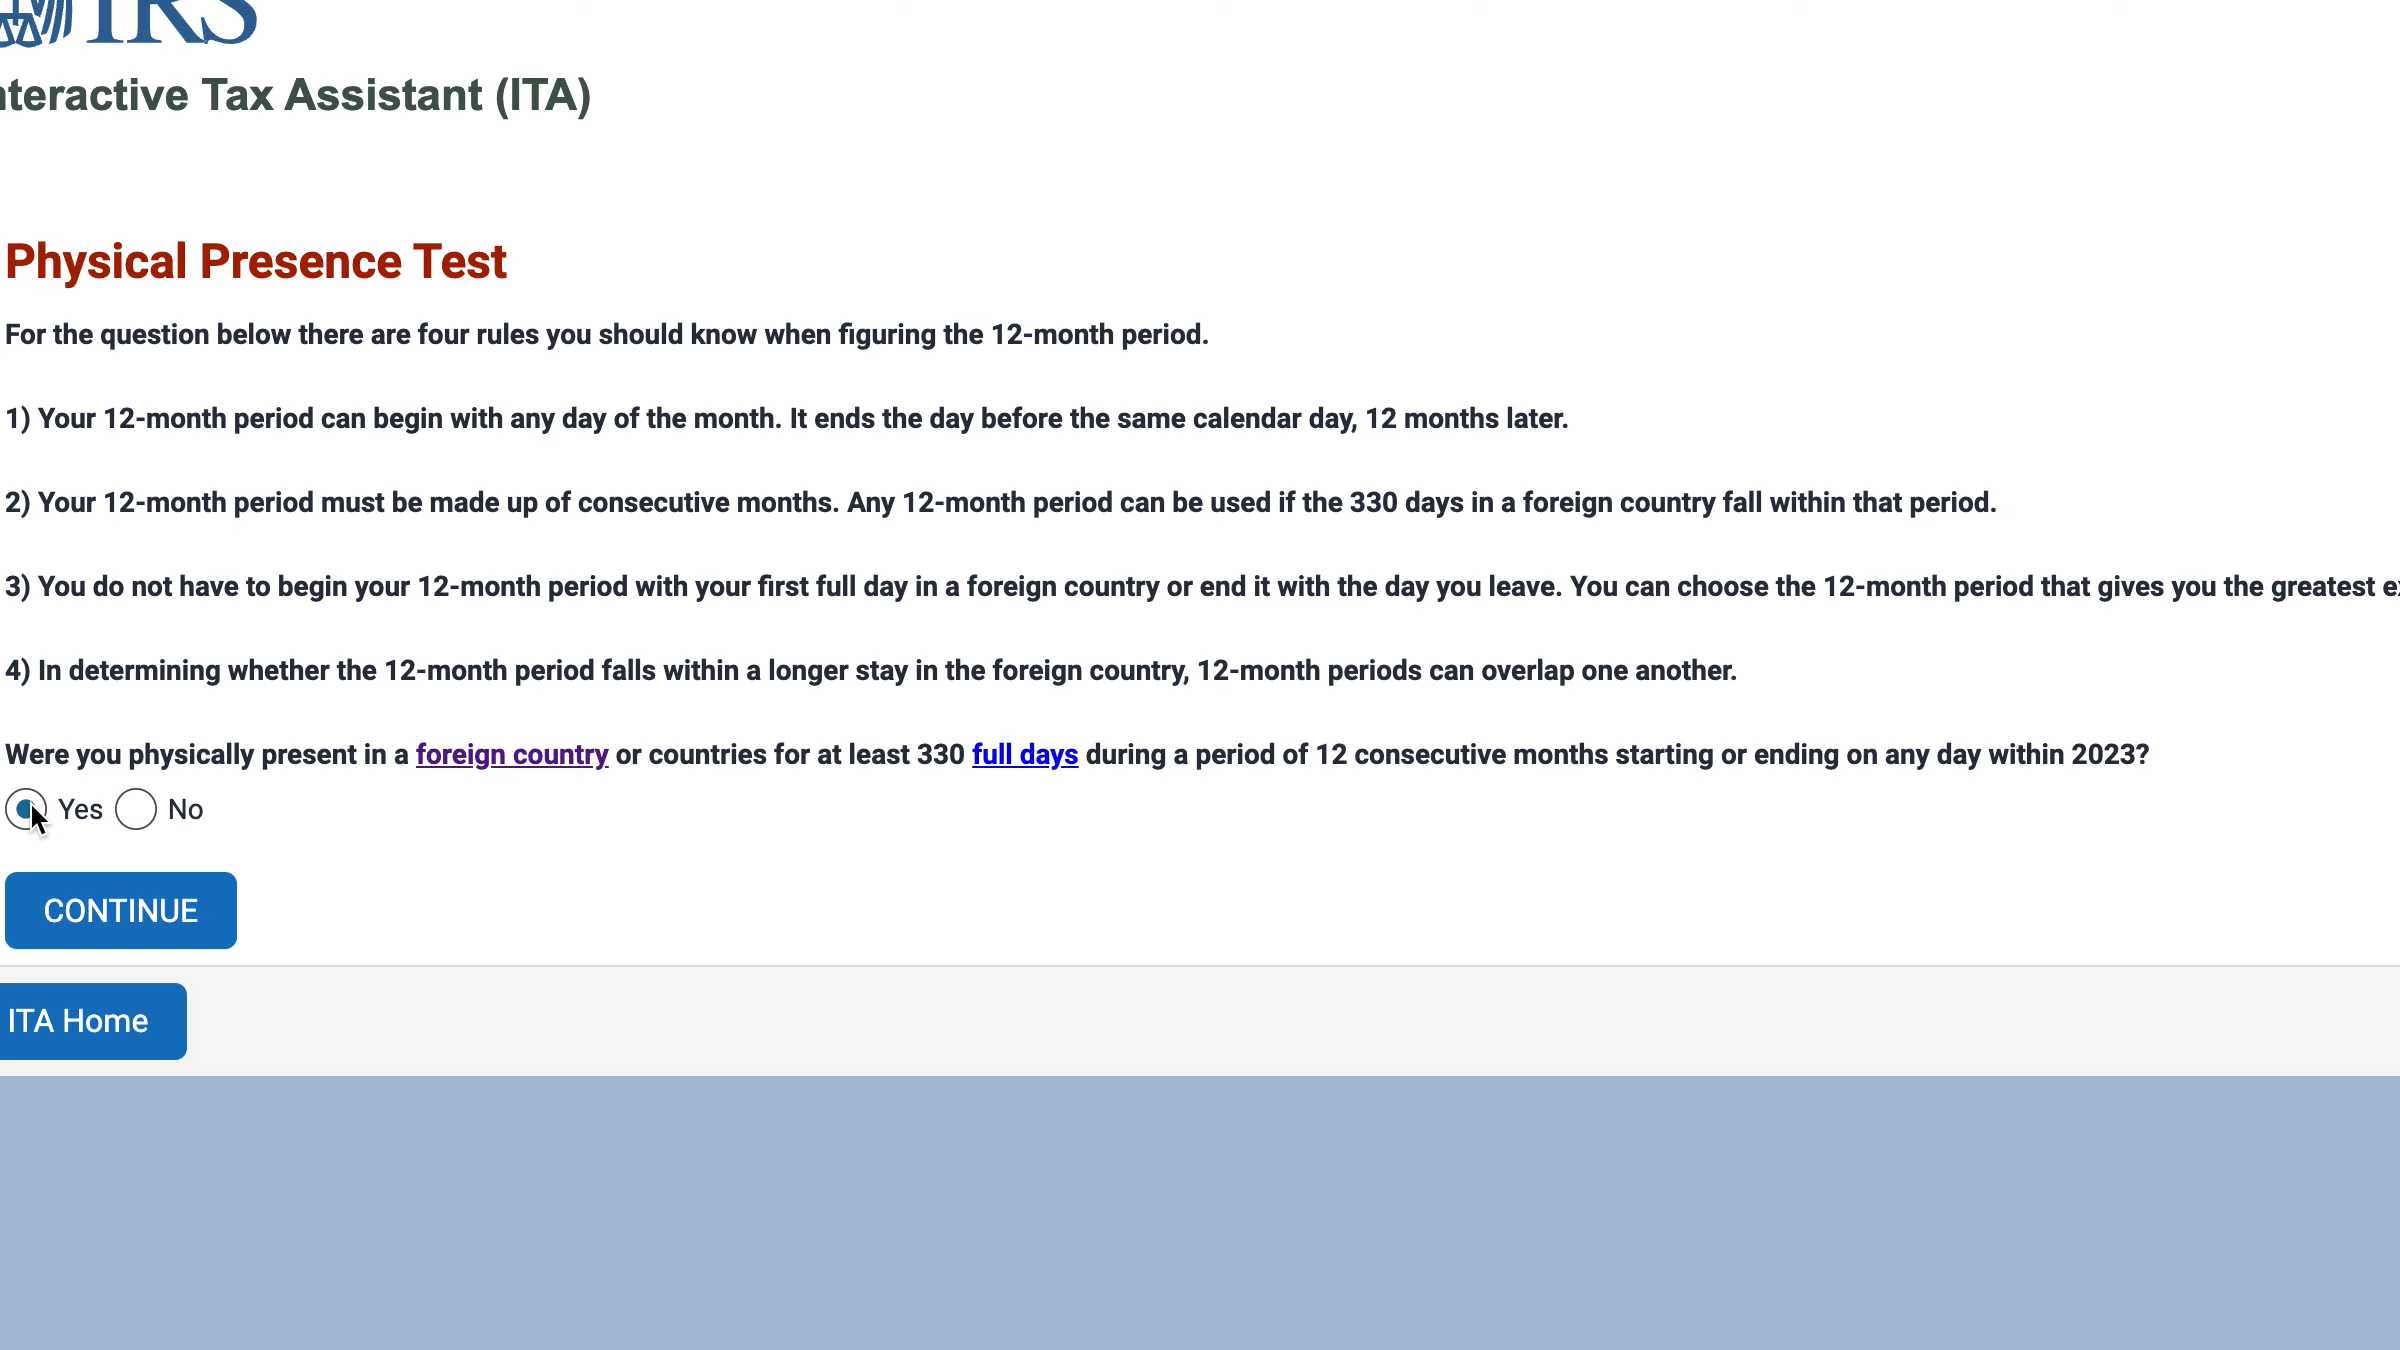 IRS
nteractive Tax Assistant (ITA)
Physical Presence Test
For the question below there are four rules you should know when figuring the 12-month period.
1) Your 12-month period can begin with any day of the month. It ends the day before the same calendar day, 12 months later.
2) Your 12-month period must be made up of consecutive months. Any 12-month period can be used if the 330 days in a foreign country fall within that period.
3) You do not have to begin your 12-month period with your first full day in a foreign country or end it with the day you leave. You can choose the 12-month period that gives you the greatest
4) In determining whether the 12-month period falls within a longer stay in the foreign country, 12-month periods can overlap one another.
Were you physically present in a foreign country or countries for at least 330 full days during a period of 12 consecutive months starting or ending on any day within 2023?
Yes No
CONTINUE
ITA Home